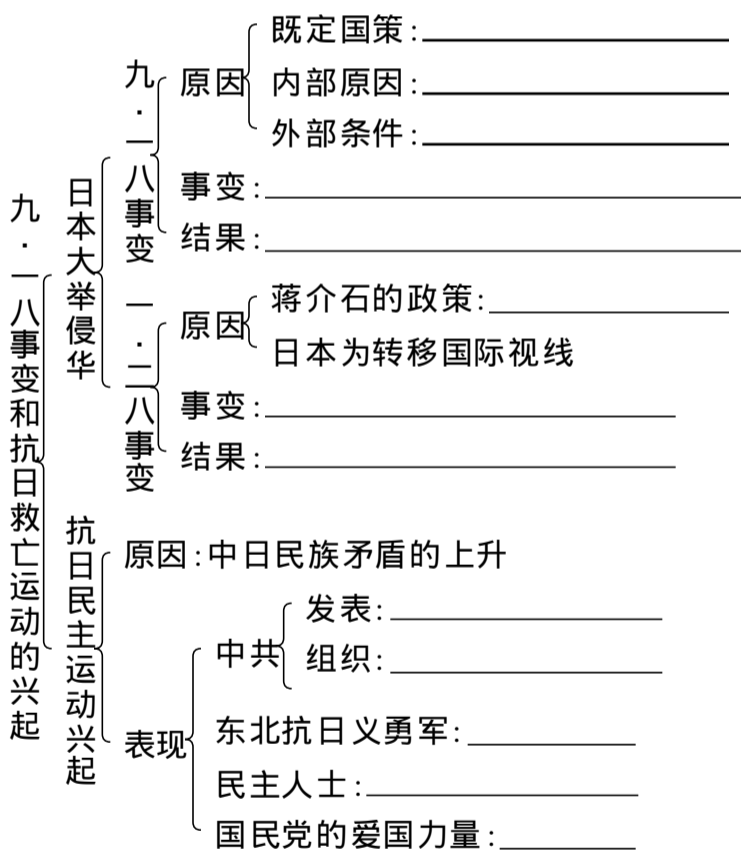 九·一八事变和抗日救亡运动的兴起
日本大举侵华
九·一八事变
原因
既定国策:
内部原因:
外部条件:
事变:
结果:
一·二八事变
原因
蒋介石的政策:
日本为转移国际视线
事变:
结果:
抗日民主运动兴起
原因:中日民族矛盾的上升
表现
中共
发表:
组织:
东北抗日义勇军:
民主人士:
国民党的爱国力量: